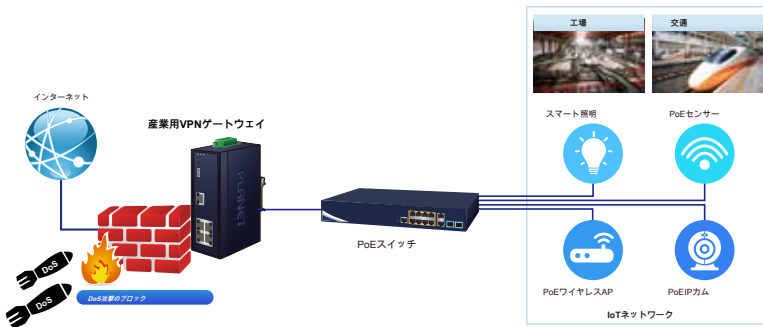 工場
交通
インターネット
スマート照明
PoEセンサー
産業用VPNゲートウェイ
PLANET
PoEスイッチ
DoS
DoS
DoS攻撃のブロック
PoEワイヤレスAP
PoEIPカム
IoTネットワーク